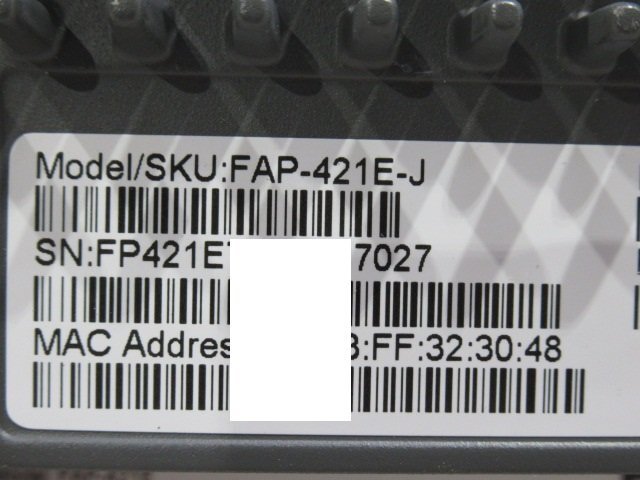 Model/SKU:FAP-421E-J
SN:FP421E 7027
MAC Addres :FF:32:30:48